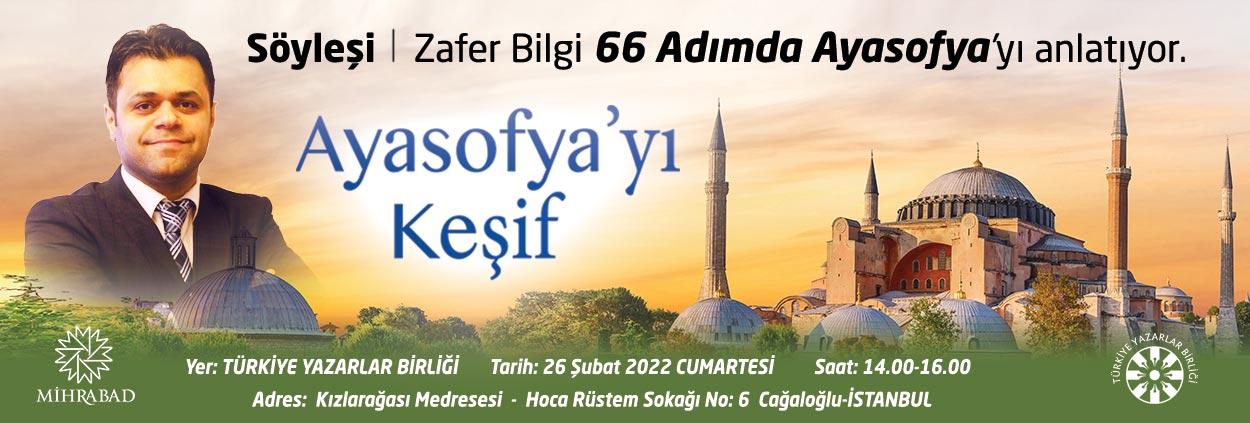 Söyleşi | Zafer Bilgi 66 Adımda Ayasofya'yı anlatıyor.
Ayasofya'yı
Keşif
Yer: TÜRKİYE YAZARLAR BİRLİĞİ Tarih: 26 Şubat 2022 CUMARTESİ Saat: 14.00-16.00
Adres: Kızlarağası Medresesi - Hoca Rüstem Sokağı No: 6 Cağaloğlu-İSTANBUL
MİHRABAD
TÜRKİYE YAZARLAR BİRLİĞİ